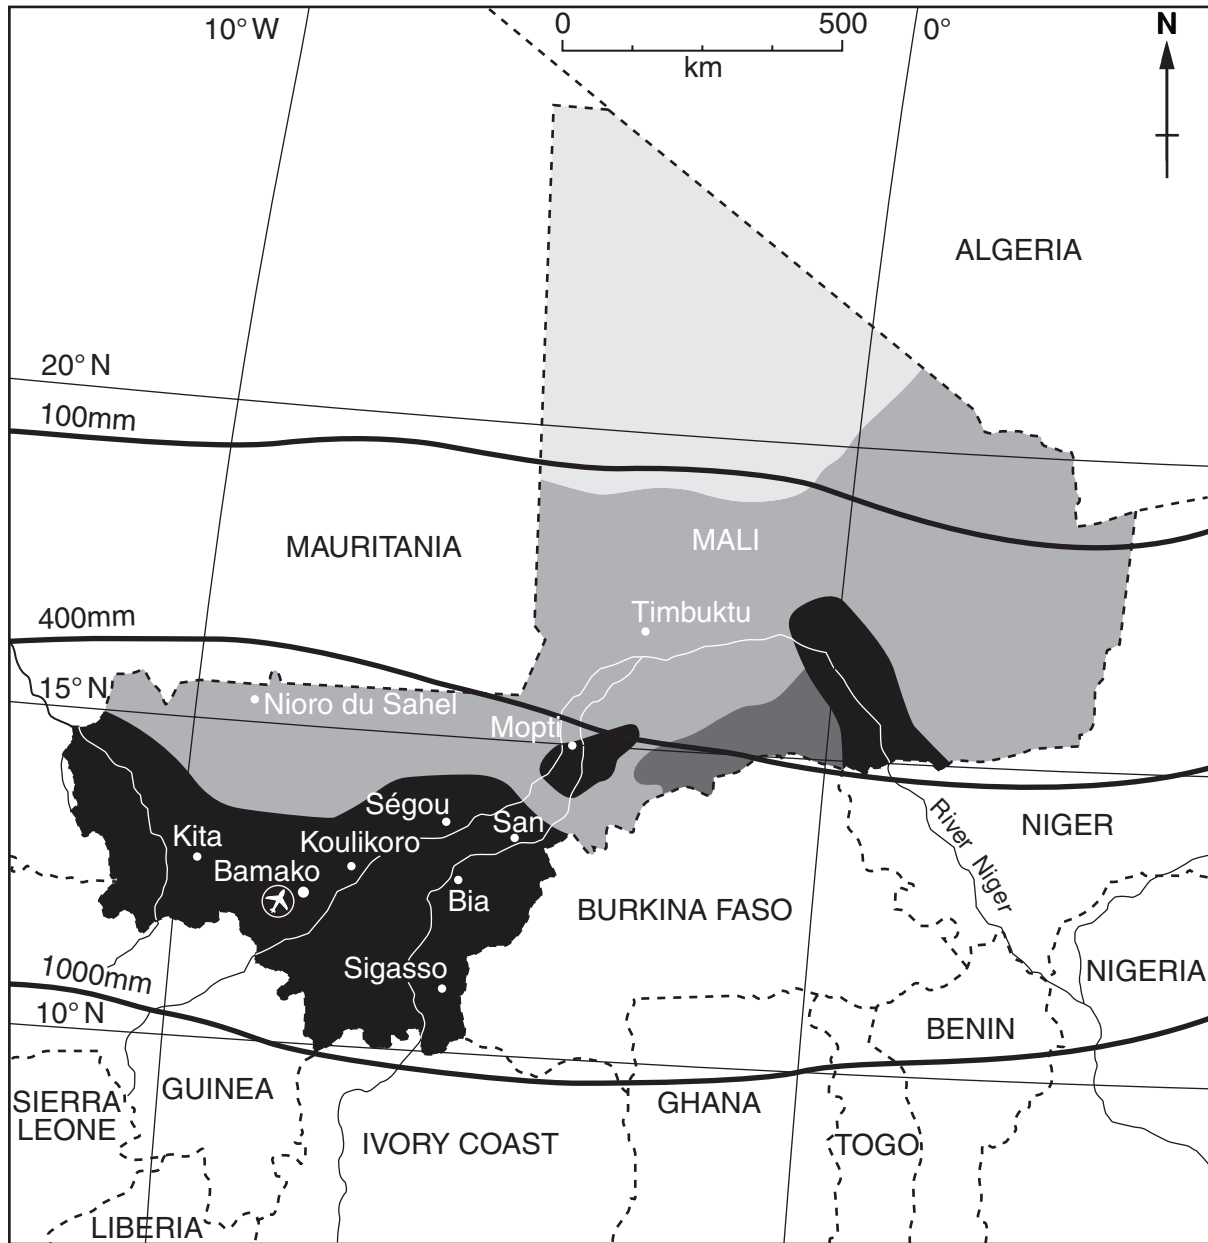 10° W
0
500
0°
N
km
ALGERIA
20° N
100mm
MAURITANIA
MALI
400mm
Timbuktu
15° N
Nioro du Sahel
Mopti
Ségou
San
Kita
Koulikoro
Bamako
Bia
River Niger
NIGER
BURKINA FASO
Sigasso
1000mm
NIGERIA
10° N
BENIN
GUINEA
SIERRA
LEONE
GHANA
IVORY COAST
TOGO
LIBERIA